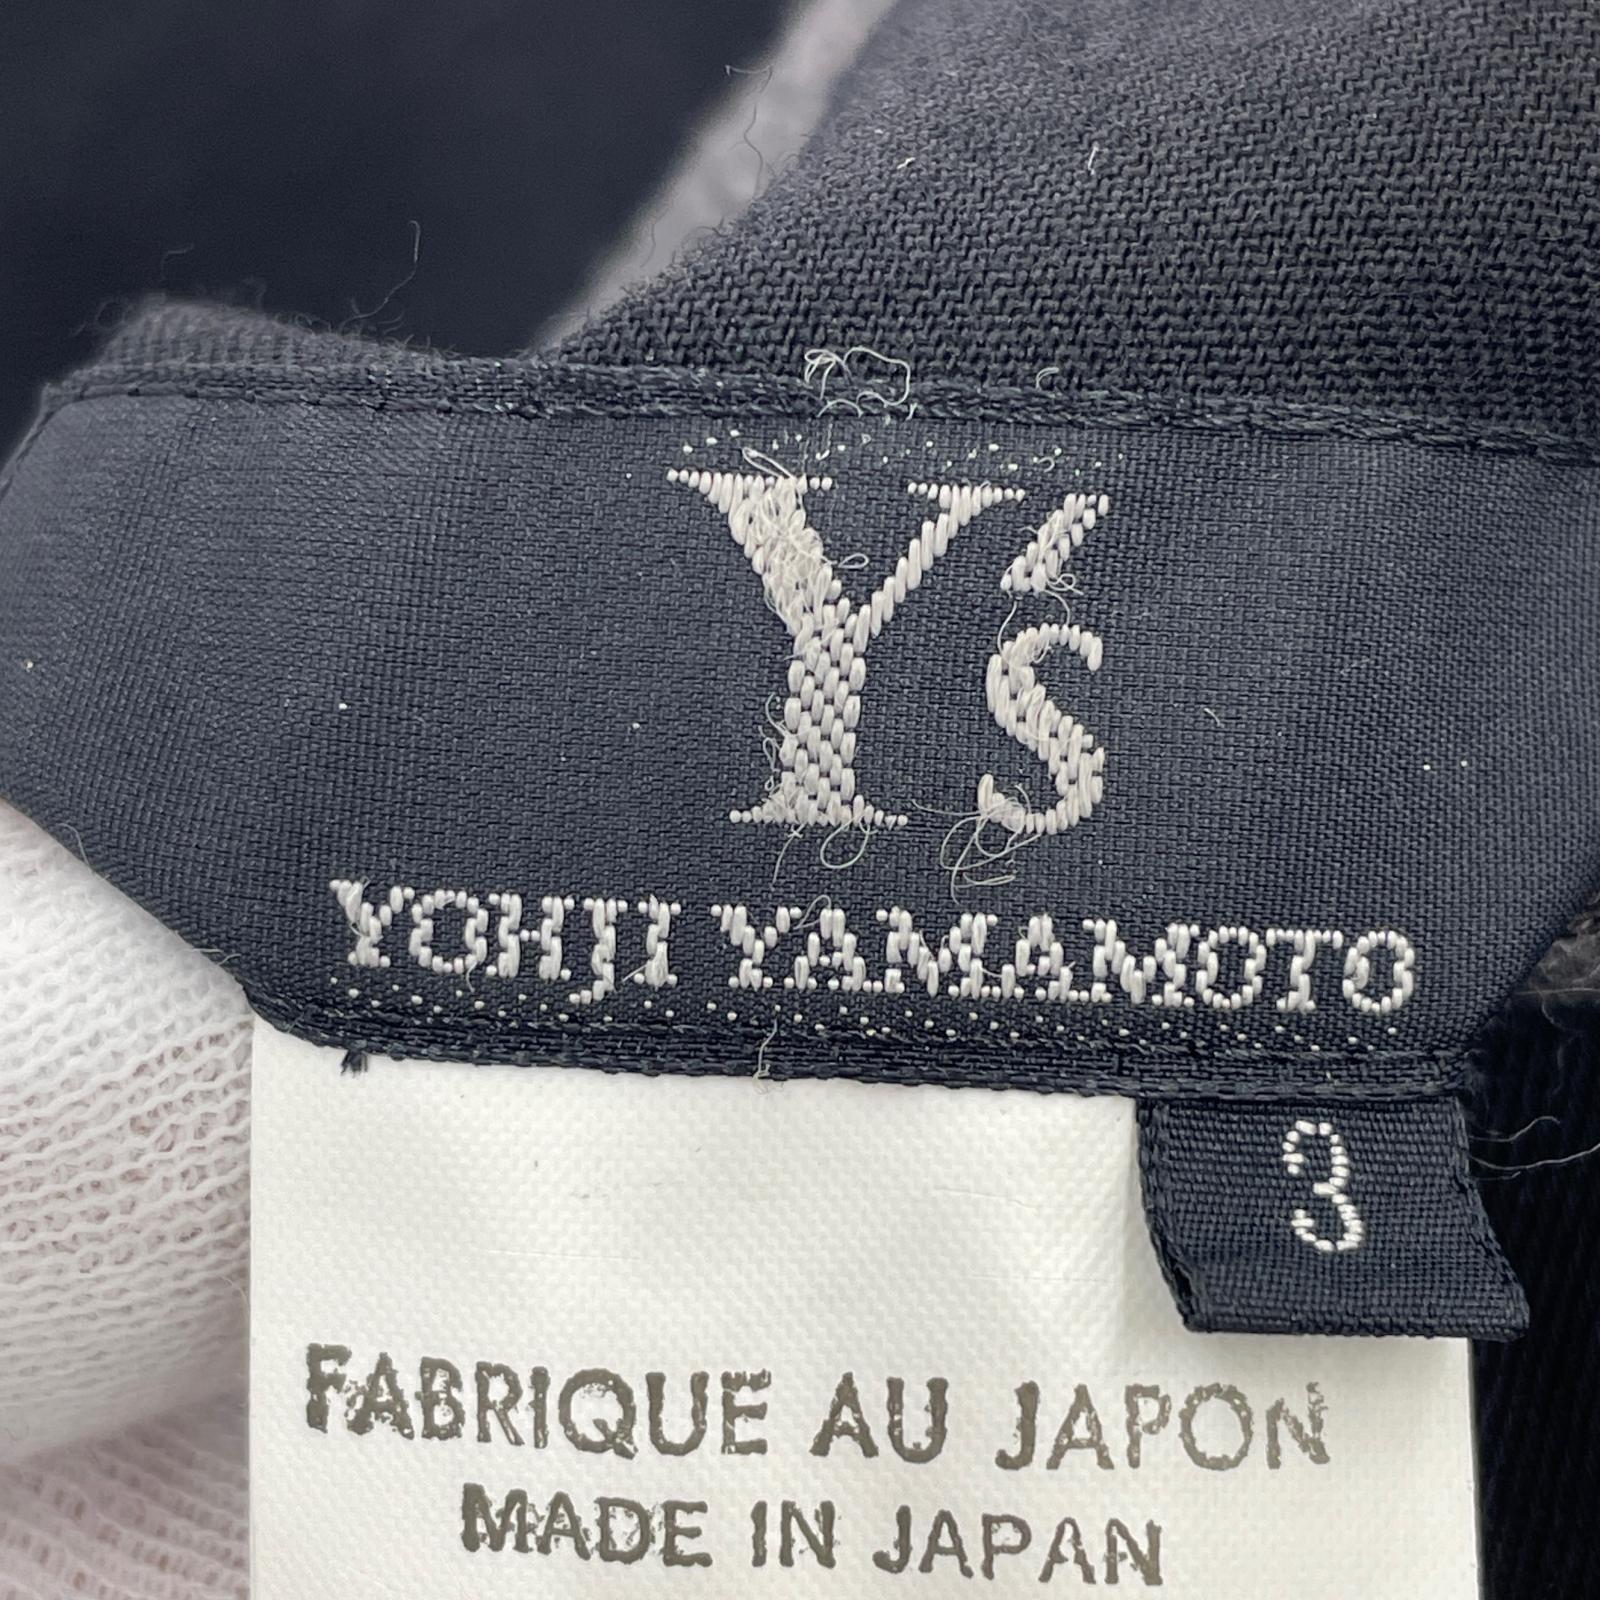 Y's
YOHJI YAMAMOTO
3
FABRIQUE AU JAPON
MADE IN JAPAN